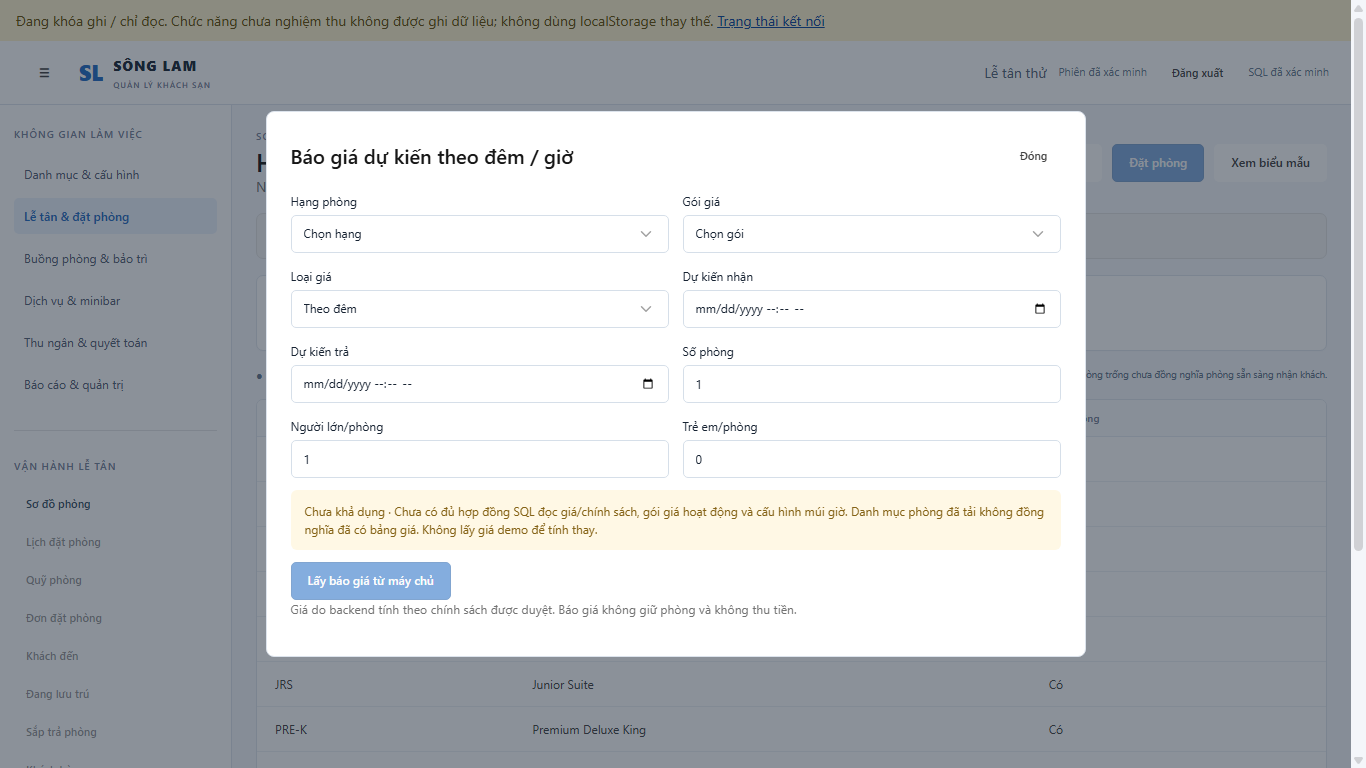 Đang khóa ghi / chỉ đọc. Chức năng chưa nghiệm thu không được ghi dữ liệu; không dùng localStorage thay thế. Trạng thái kết nối
☰
SL SÔNG LAM
QUẢN LÝ KHÁCH SẠN
Lễ tân thử Phiên đã xác minh Đăng xuất SQL đã xác minh
KHÔNG GIAN LÀM VIỆC
Danh mục & cấu hình
Lễ tân & đặt phòng
Buồng phòng & bảo trì
Dịch vụ & minibar
Thu ngân & quyết toán
Báo cáo & quản trị
VẬN HÀNH LỄ TÂN
Sơ đồ phòng
Lịch đặt phòng
Quỹ phòng
Đơn đặt phòng
Khách đến
Đang lưu trú
Sắp trả phòng
Đặt phòng
Xem biểu mẫu
Báo giá dự kiến theo đêm / giờ
Đóng
Hạng phòng
Chọn hạng
Gói giá
Chọn gói
Loại giá
Theo đêm
Dự kiến nhận
mm/dd/yyyy --:-- --
Dự kiến trả
mm/dd/yyyy --:-- --
Số phòng
1
Người lớn/phòng
1
Trẻ em/phòng
0
Chưa khả dụng · Chưa có đủ hợp đồng SQL đọc giá/chính sách, gói giá hoạt động và cấu hình múi giờ. Danh mục phòng đã tải không đồng
nghĩa đã có bảng giá. Không lấy giá demo để tính thay.
Lấy báo giá từ máy chủ
Giá do backend tính theo chính sách được duyệt. Báo giá không giữ phòng và không thu tiền.
trống chưa đồng nghĩa phòng sẵn sàng nhận khách.
JRS Junior Suite Có
PRE-K Premium Deluxe King Có